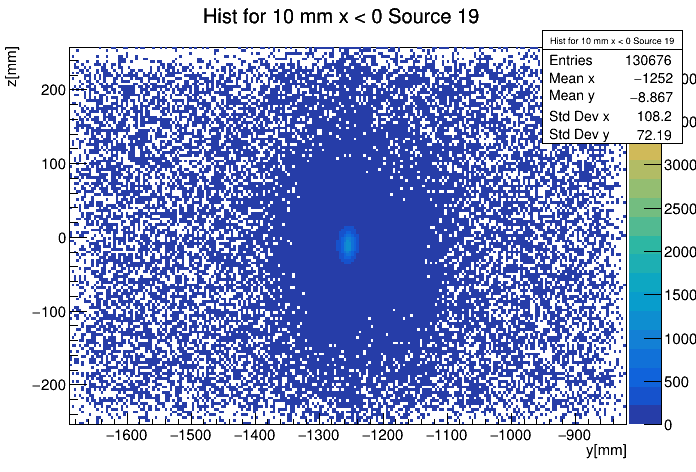 Hist for 10 mm x < 0 Source 19
z[mm]
Hist for 10 mm x < 0 Source 19
Entries 130676
Mean x −1252
Mean y −8.867
Std Dev x 108.2
Std Dev y 72.19
200
100
0
−100
−200
3000
2500
2000
1500
1000
500
0
−1600 −1500 −1400 −1300 −1200 −1100 −1000 −900
y[mm]